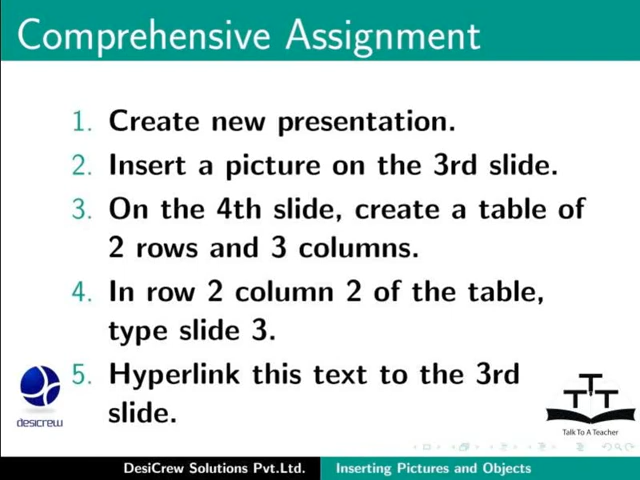 Comprehensive Assignment
1. Create new presentation.
2. Insert a picture on the 3rd slide.
3. On the 4th slide, create a table of
2 rows and 3 columns.
4. In row 2 column 2 of the table,
type slide 3.
5. Hyperlink this text to the 3rd
slide.
desicrew
TTT
Talk To A Teacher
DesiCrew Solutions Pvt.Ltd. Inserting Pictures and Objects